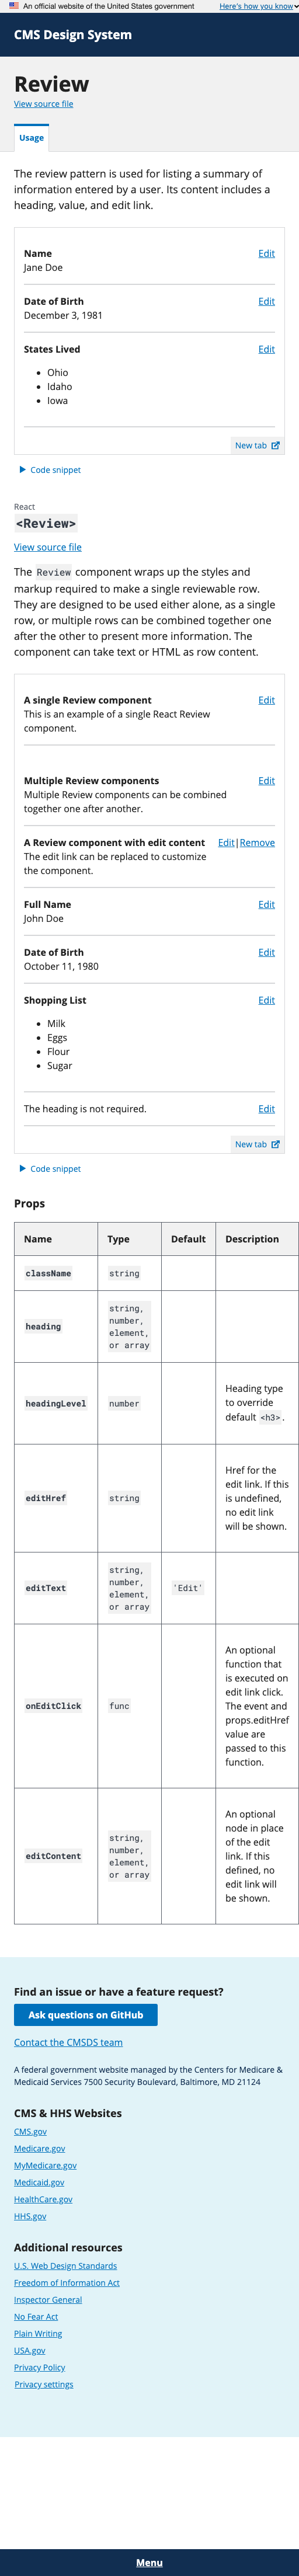 An official website of the United States government
Here's how you know
CMS Design System
Review
View source file
Usage
The review pattern is used for listing a summary of
information entered by a user. Its content includes a
heading, value, and edit link.
Name
Edit
Jane Doe
Date of Birth
Edit
December 3, 1981
States Lived
Edit
Ohio
Idaho
Iowa
New tab
Code snippet
React
<Review>
View source file
The Review component wraps up the styles and
markup required to make a single reviewable row.
They are designed to be used either alone, as a single
row, or multiple rows can be combined together one
after the other to present more information. The
component can take text or HTML as row content.
A single Review component
Edit
This is an example of a single React Review
component.
Multiple Review components
Edit
Multiple Review components can be combined
together one after another.
A Review component with edit content
Edit|Remove
The edit link can be replaced to customize
the component.
Full Name
Edit
John Doe
Date of Birth
Edit
October 11, 1980
Shopping List
Edit
Milk
Eggs
Flour
Sugar
The heading is not required.
Edit
New tab
Code snippet
Props
Name Type Default Description
className string
heading
string,
number,
element,
or array
headingLevel number
Heading type
to override
default <h3>.
editHref string
Href for the
edit link. If this
is undefined,
no edit link
will be shown.
editText
string,
number,
element,
or array
'Edit'
onEditClick func
An optional
function that
is executed on
edit link click.
The event and
props.editHref
value are
passed to this
function.
editContent
string,
number,
element,
or array
An optional
node in place
of the edit
link. If this
defined, no
edit link will
be shown.
Find an issue or have a feature request?
Ask questions on GitHub
Contact the CMSDS team
A federal government website managed by the Centers for Medicare &
Medicaid Services 7500 Security Boulevard, Baltimore, MD 21124
CMS & HHS Websites
CMS.gov
Medicare.gov
MyMedicare.gov
Medicaid.gov
HealthCare.gov
HHS.gov
Additional resources
U.S. Web Design Standards
Freedom of Information Act
Inspector General
No Fear Act
Plain Writing
USA.gov
Privacy Policy
Privacy settings
Menu